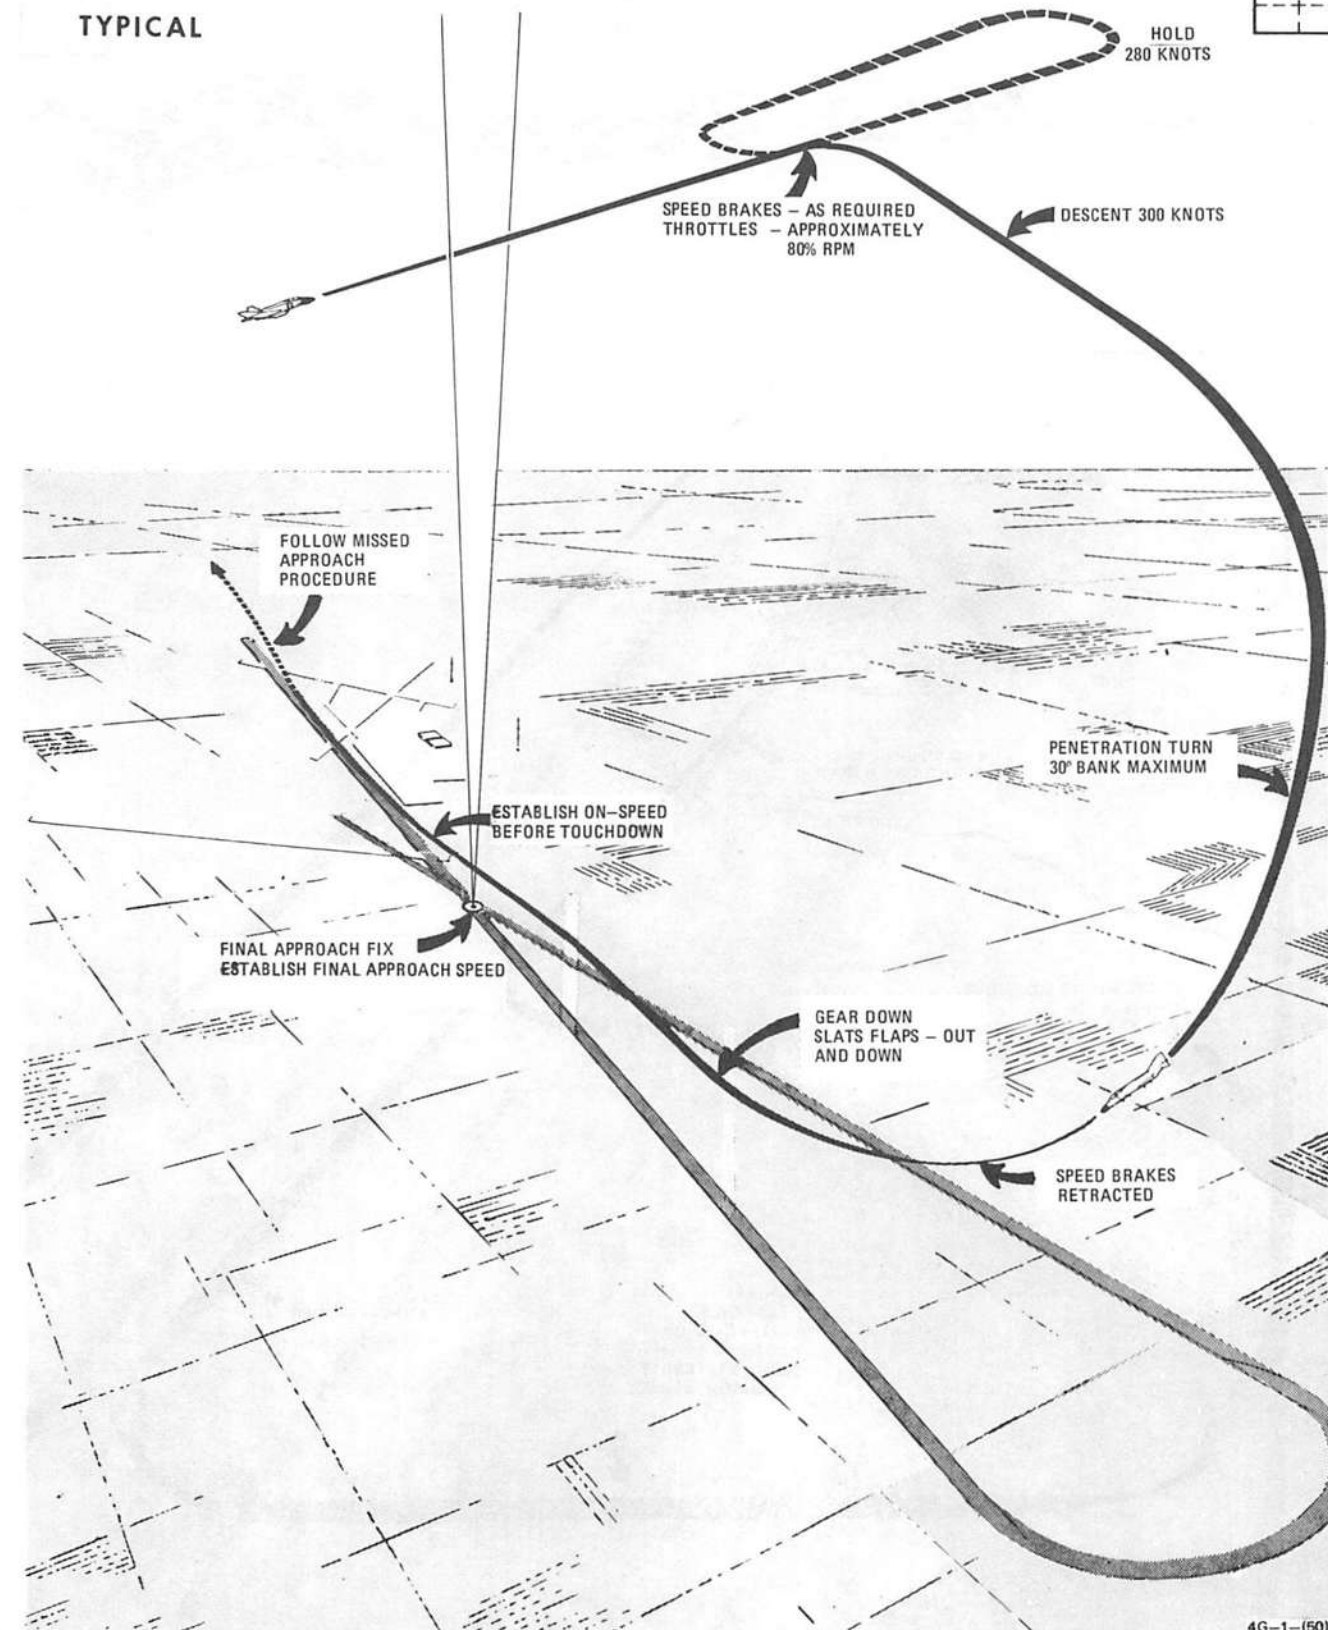 TYPICAL
HOLD
280 KNOTS
SPEED BRAKES – AS REQUIRED
THROTTLES – APPROXIMATELY
80% RPM
DESCENT 300 KNOTS
FOLLOW MISSED
APPROACH
PROCEDURE
PENETRATION TURN
30° BANK MAXIMUM
ESTABLISH ON–SPEED
BEFORE TOUCHDOWN
FINAL APPROACH FIX
ESTABLISH FINAL APPROACH SPEED
GEAR DOWN
SLATS FLAPS – OUT
AND DOWN
SPEED BRAKES
RETRACTED
4G–1–(50)